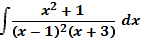 ∫ x² + 1 / (x − 1)²(x + 3) dx